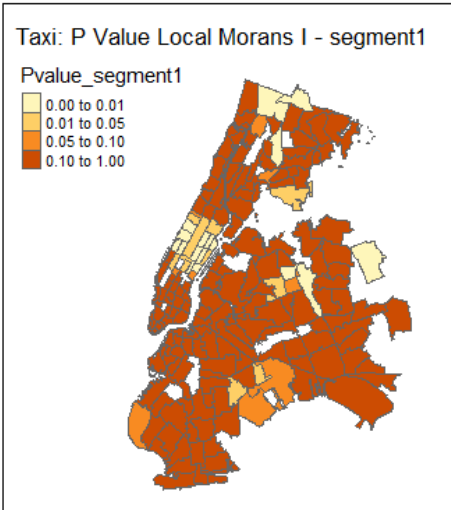 Taxi: P Value Local Morans I - segment1
Pvalue_segment1
0.00 to 0.01
0.01 to 0.05
0.05 to 0.10
0.10 to 1.00